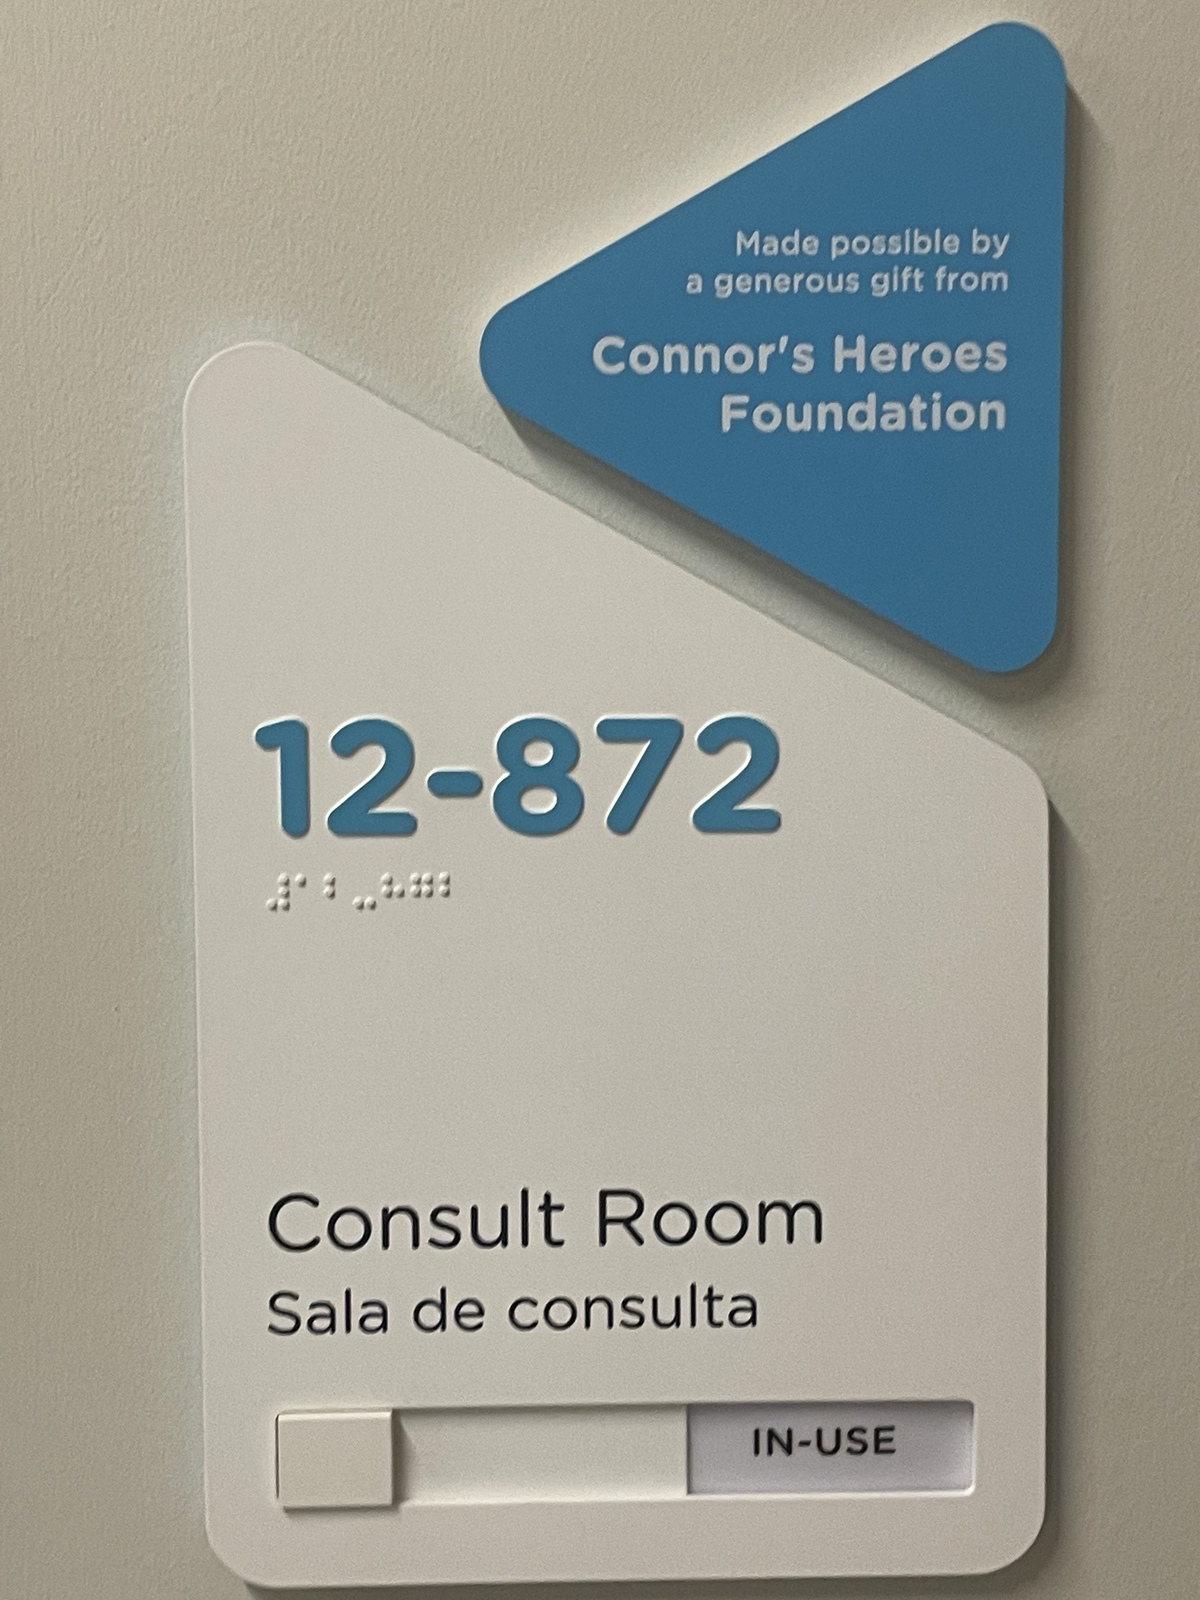 Made possible by
a generous gift from
Connor's Heroes
Foundation
12-872
Consult Room
Sala de consulta
IN-USE